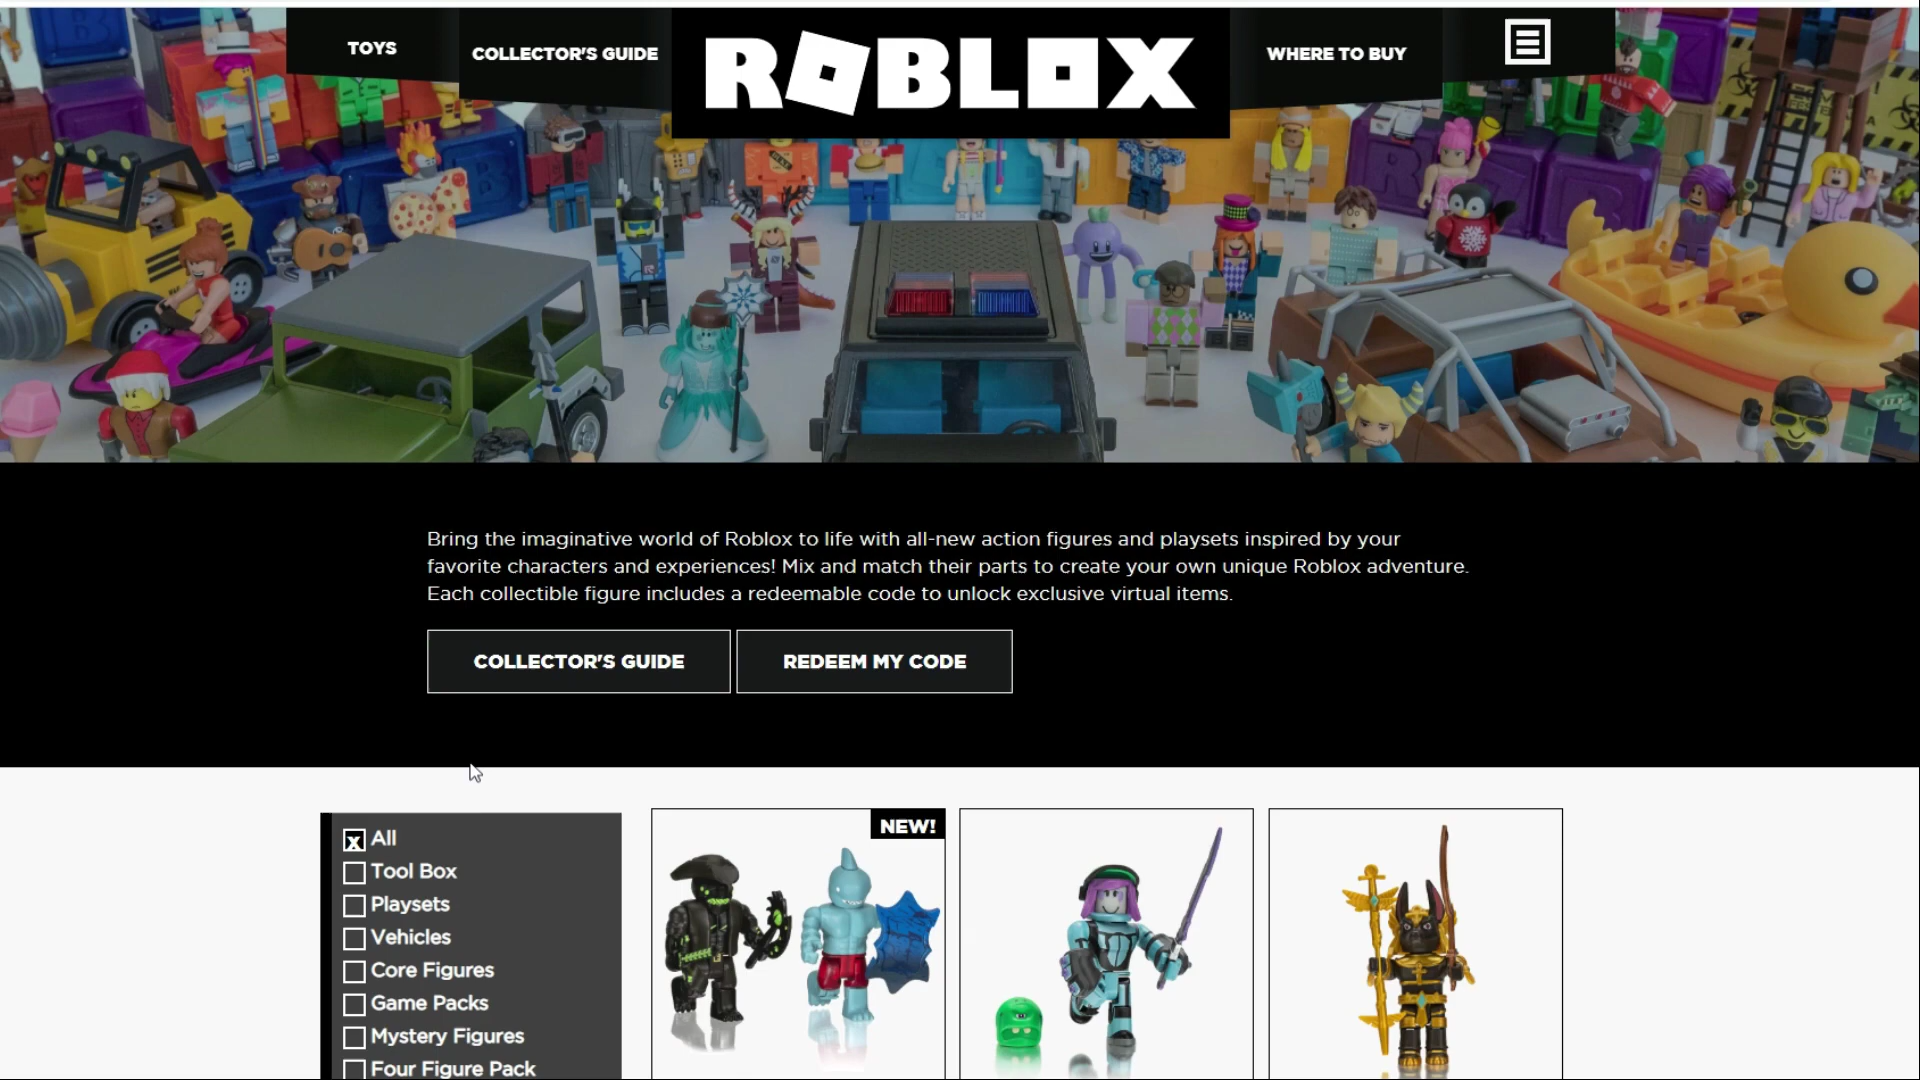 TOYS
COLLECTOR'S GUIDE
ROBLOX
WHERE TO BUY
Bring the imaginative world of Roblox to life with all-new action figures and playsets inspired by your
favorite characters and experiences! Mix and match their parts to create your own unique Roblox adventure.
Each collectible figure includes a redeemable code to unlock exclusive virtual items.
COLLECTOR'S GUIDE
REDEEM MY CODE
x All
Tool Box
Playsets
Vehicles
Core Figures
Game Packs
Mystery Figures
Four Figure Pack
NEW!